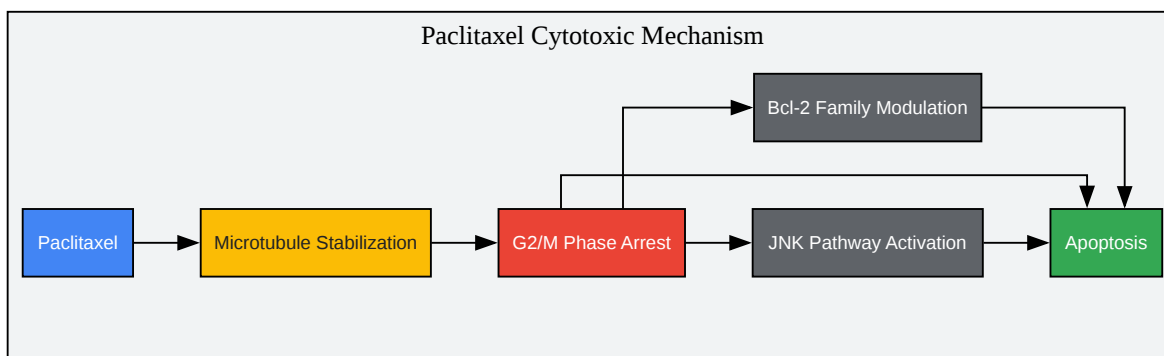 Paclitaxel Cytotoxic Mechanism
Bcl-2 Family Modulation
Paclitaxel
Microtubule Stabilization
G2/M Phase Arrest
JNK Pathway Activation
Apoptosis